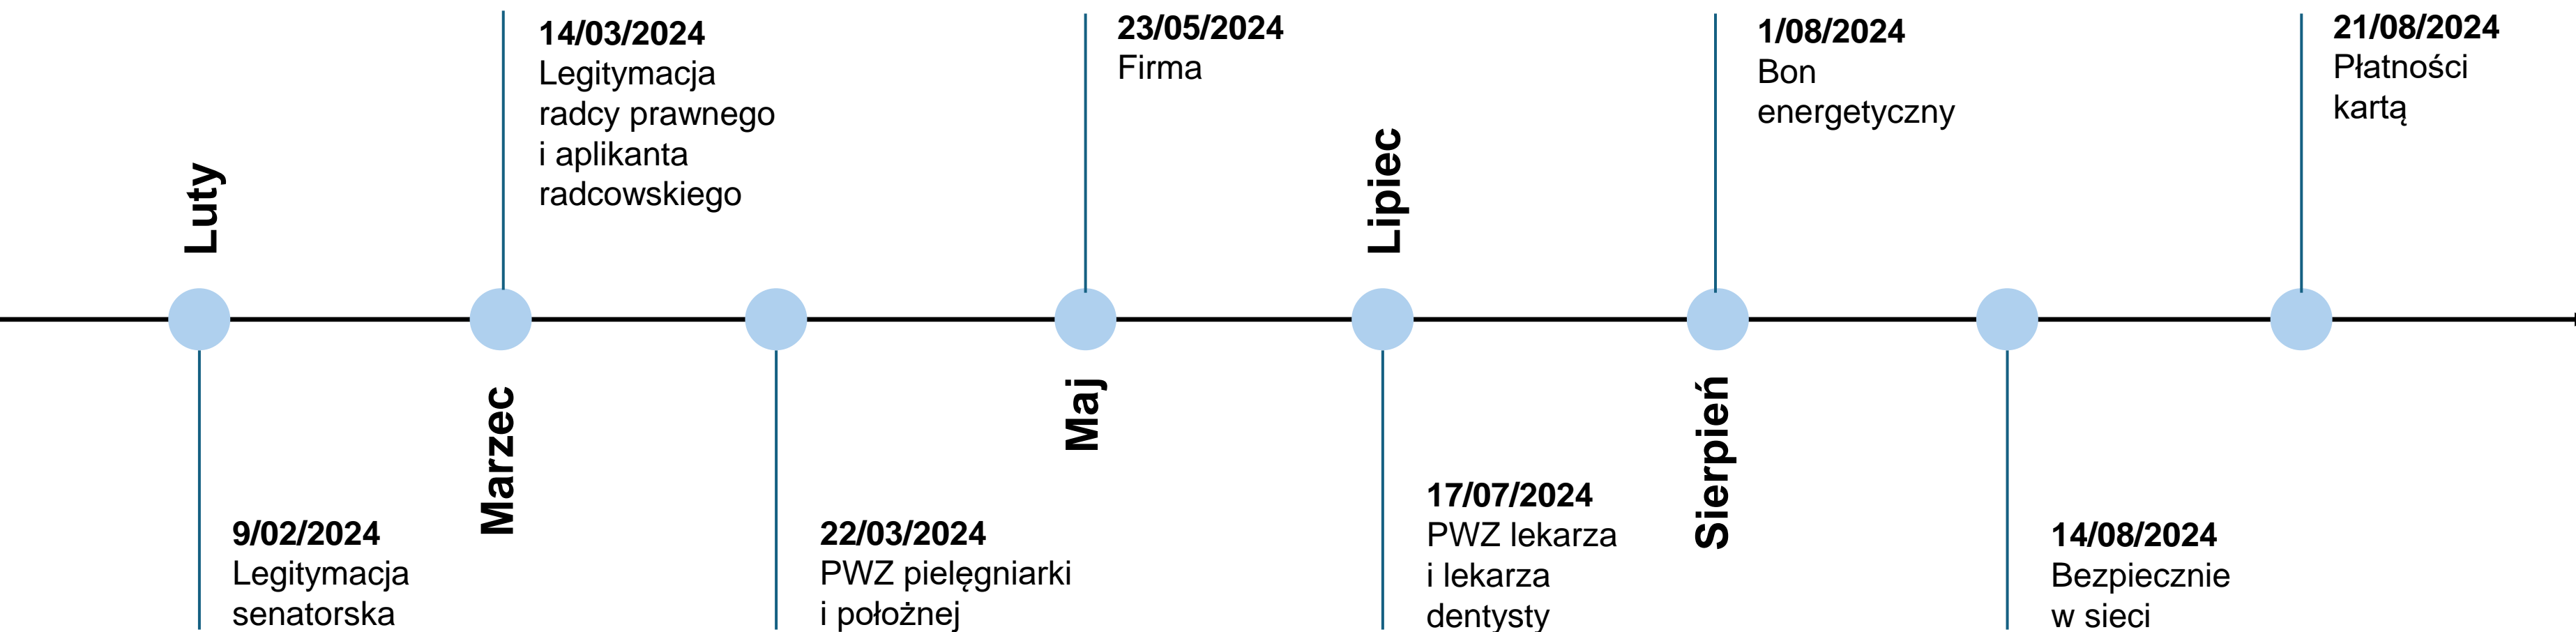 14/03/2024
Legitymacja
radcy prawnego
i aplikanta
radcowskiego
23/05/2024
Firma
1/08/2024
Bon
energetyczny
21/08/2024
Płatności
kartą
Luty
Lipiec
Marzec
Maj
Sierpień
9/02/2024
Legitymacja
senatorska
22/03/2024
PWZ pielęgniarki
i położnej
17/07/2024
PWZ lekarza
i lekarza
dentysty
14/08/2024
Bezpiecznie
w sieci